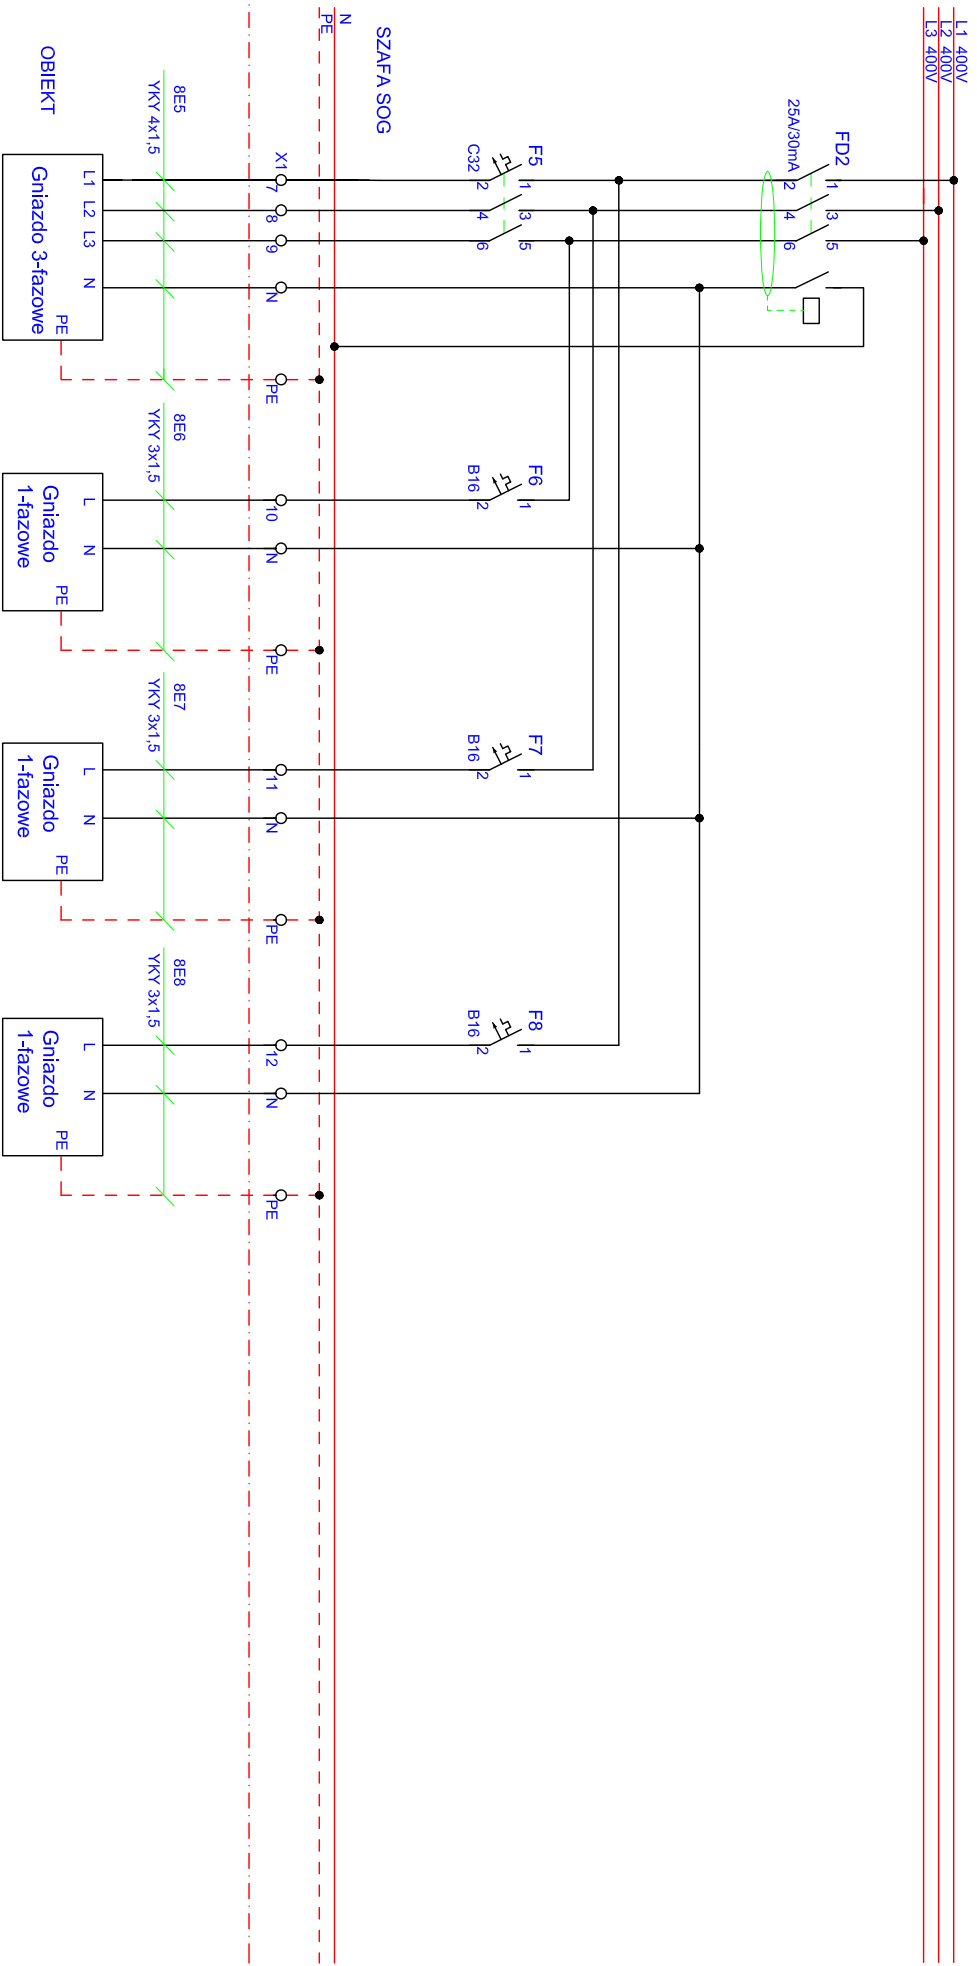 L1 400V
L2 400V
L3 400V
FD2
25A/30mA
1
3
5
2
4
6
F5
C32
1
3
5
2
4
6
F6
B16
1
2
F7
B16
1
2
F8
B16
1
2
SZAFA SOG
N
PE
X1
7
8
9
N
PE
10
N
PE
11
N
PE
12
N
PE
8E5
YKY 4x1,5
8E6
YKY 3x1,5
8E7
YKY 3x1,5
8E8
YKY 3x1,5
OBIEKT
L1
L2
L3
N
PE
Gniazdo 3-fazowe
L
N
PE
Gniazdo
1-fazowe
L
N
PE
Gniazdo
1-fazowe
L
N
PE
Gniazdo
1-fazowe